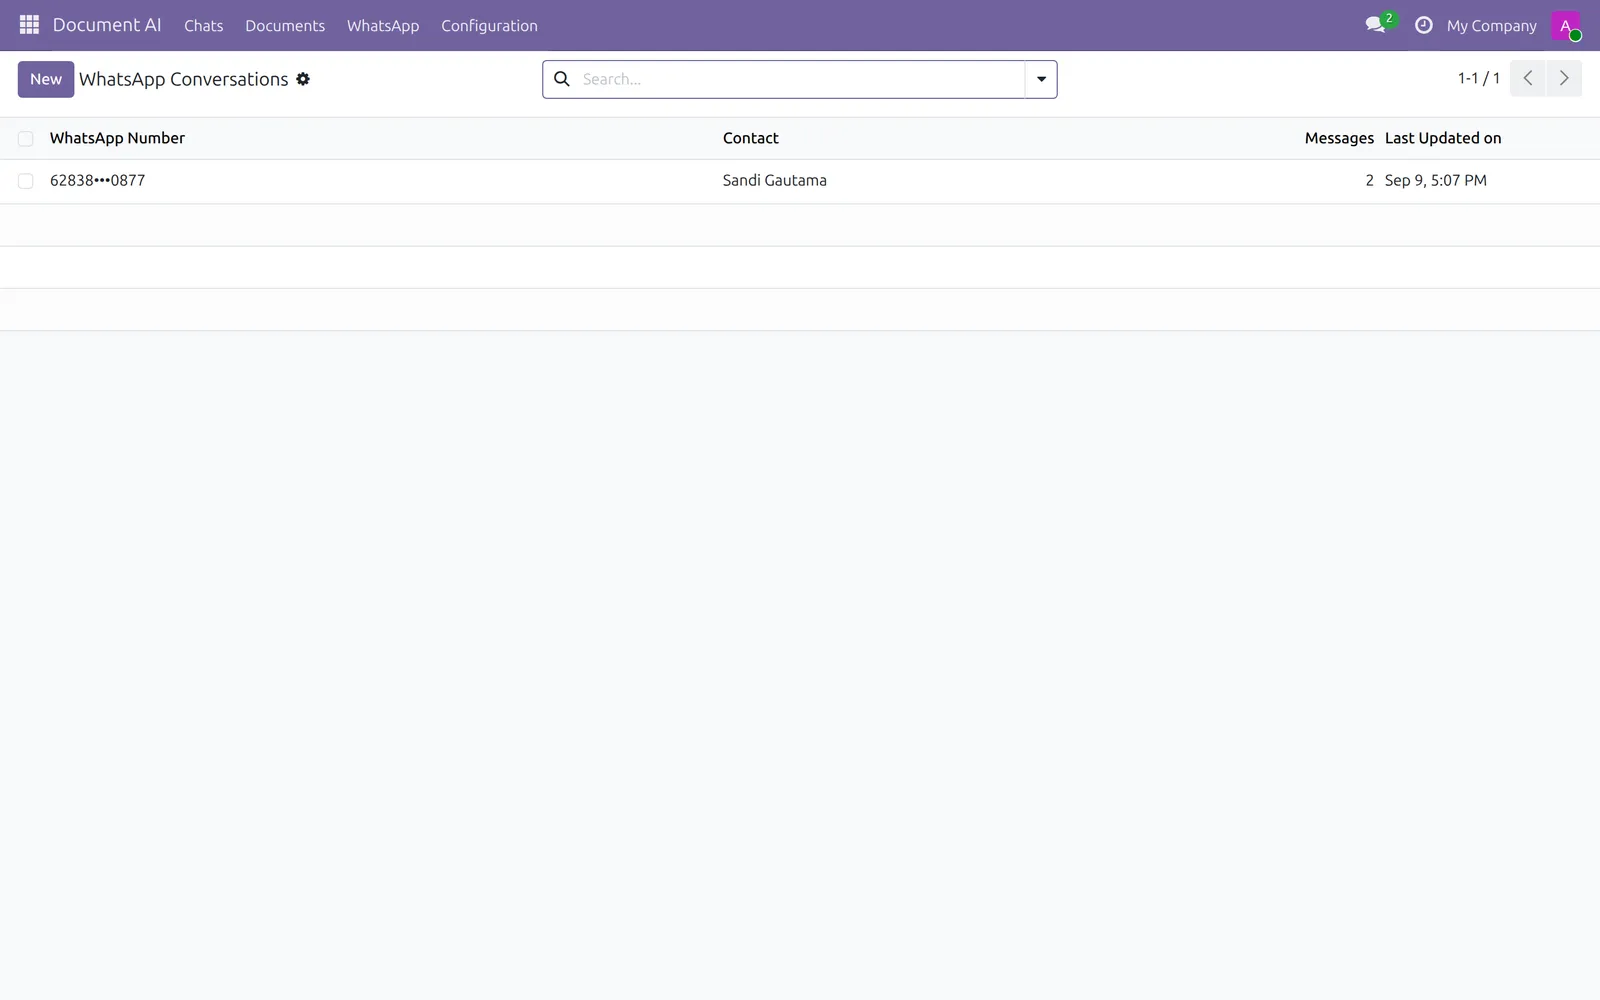 Document AI Chats Documents WhatsApp Configuration 2 My Company A
New WhatsApp Conversations Search... 1-1 / 1
WhatsApp Number Contact Messages Last Updated on
62838•••0877 Sandi Gautama 2 Sep 9, 5:07 PM